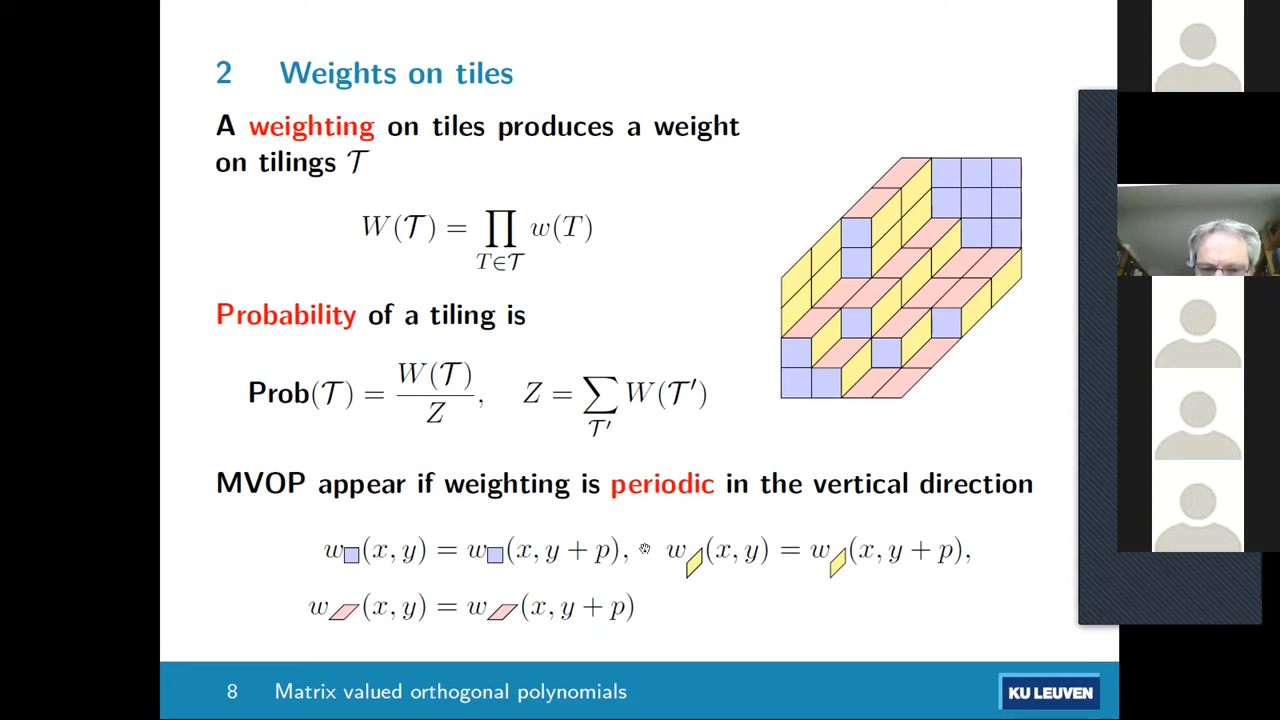 2 Weights on tiles
A weighting on tiles produces a weight
on tilings 𝒯
W(𝒯) = ∏_{T∈𝒯} w(T)
Probability of a tiling is
Prob(𝒯) = W(𝒯)/Z, Z = ∑_{𝒯′} W(𝒯′)
MVOP appear if weighting is periodic in the vertical direction
w(x, y) = w(x, y + p), w(x, y) = w(x, y + p),
w(x, y) = w(x, y + p)
8 Matrix valued orthogonal polynomials
KU LEUVEN